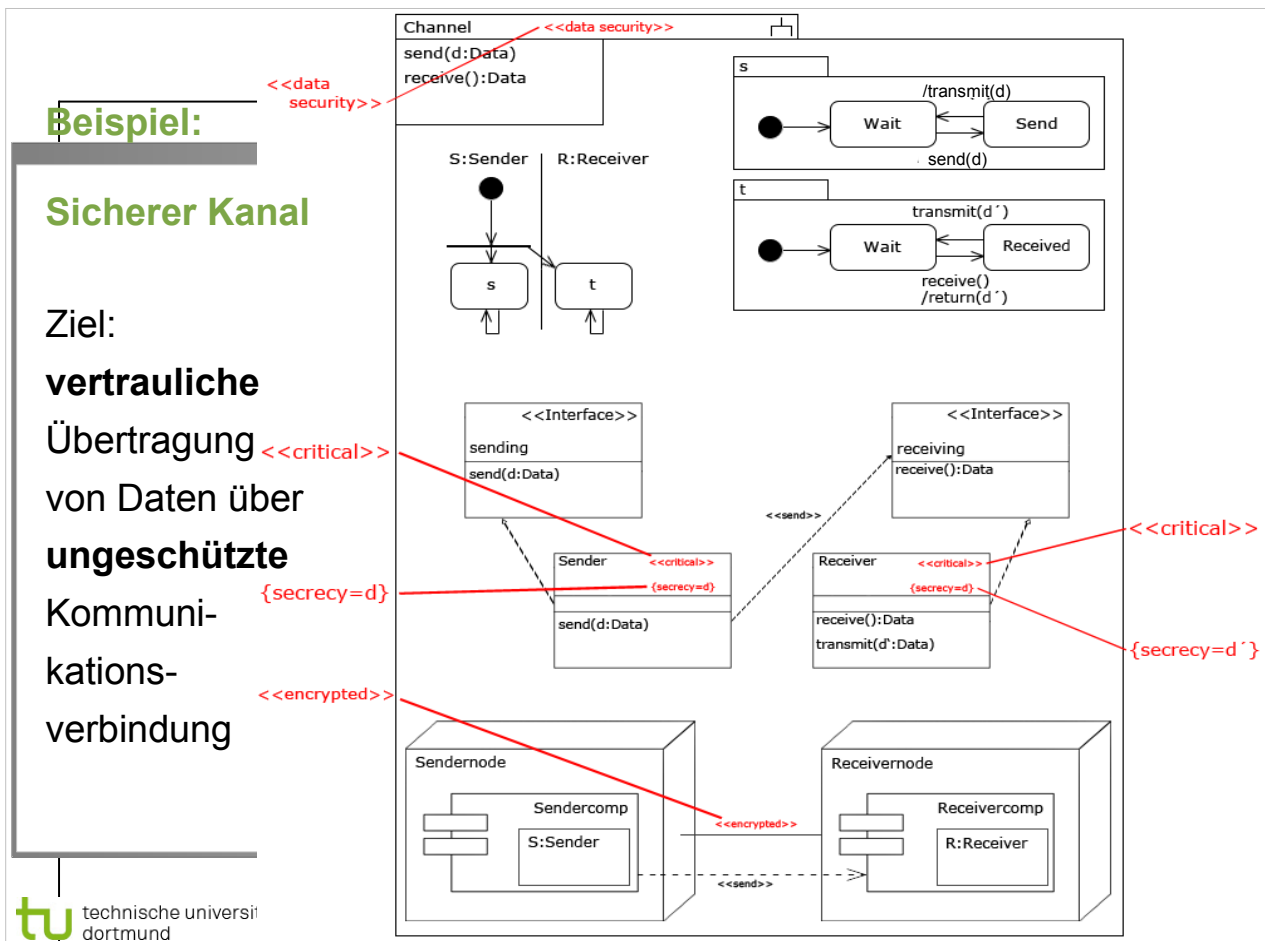 Beispiel:
Sicherer Kanal
Ziel:
vertrauliche
Übertragung
von Daten über
ungeschützte
Kommuni-
kations-
verbindung
technische universit
dortmund
<<data
security>>
<<critical>>
{secrecy=d}
<<encrypted>>
Channel
<<data security>>
send(d:Data)
receive():Data
S:Sender
R:Receiver
s
t
s
/transmit(d)
Wait
Send
send(d)
t
transmit(d´)
Wait
Received
receive()
/return(d´)
<<Interface>>
sending
send(d:Data)
<<Interface>>
receiving
receive():Data
<<send>>
Sender
<<critical>>
{secrecy=d}
send(d:Data)
Receiver
<<critical>>
{secrecy=d}
receive():Data
transmit(d‘:Data)
<<critical>>
{secrecy=d´}
Sendernode
Sendercomp
S:Sender
<<encrypted>>
<<send>>
Receivernode
Receivercomp
R:Receiver